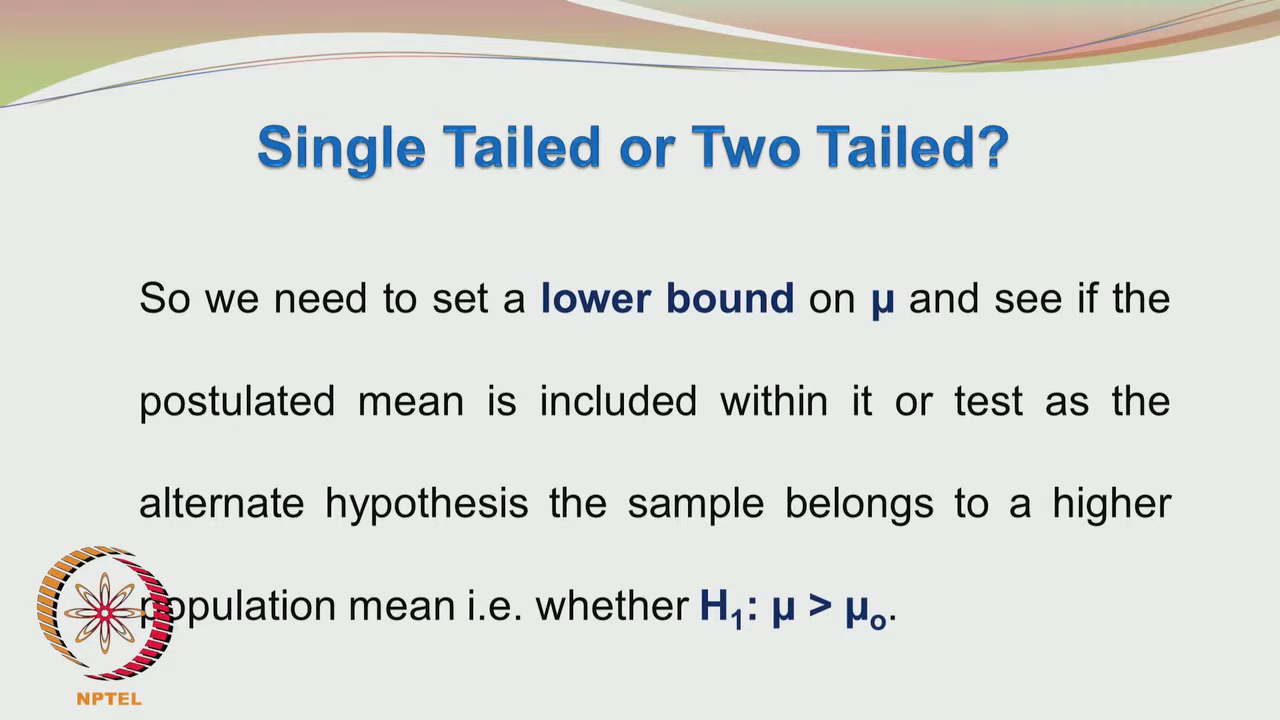 Single Tailed or Two Tailed?
So we need to set a lower bound on µ and see if the
postulated mean is included within it or test as the
alternate hypothesis the sample belongs to a higher
population mean i.e. whether H₁: µ > µₒ.
NPTEL